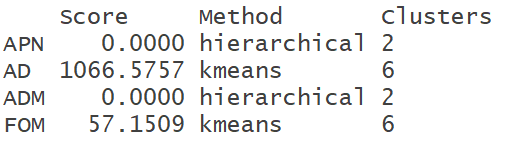 Score Method Clusters
APN 0.0000 hierarchical 2
AD 1066.5757 kmeans 6
ADM 0.0000 hierarchical 2
FOM 57.1509 kmeans 6